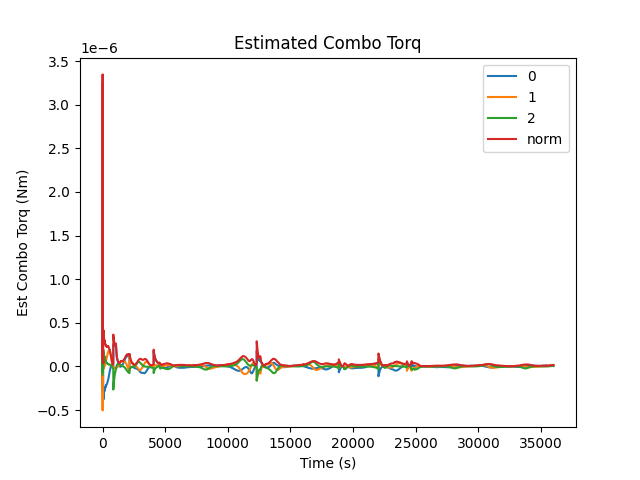 Estimated Combo Torq
1e−6
3.5
3.0
2.5
2.0
1.5
1.0
0.5
0.0
−0.5
Est Combo Torq (Nm)
0
1
2
norm
0 5000 10000 15000 20000 25000 30000 35000
Time (s)